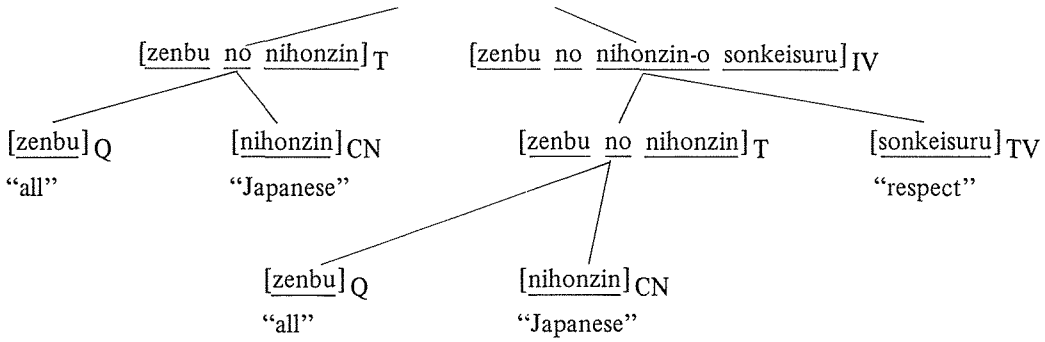 [zenbu no nihonzin]T [zenbu no nihonzin-o sonkeisuru]IV
[zenbu]Q [nihonzin]CN [zenbu no nihonzin]T [sonkeisuru]TV
“all” “Japanese” “respect”
[zenbu]Q [nihonzin]CN
“all” “Japanese”